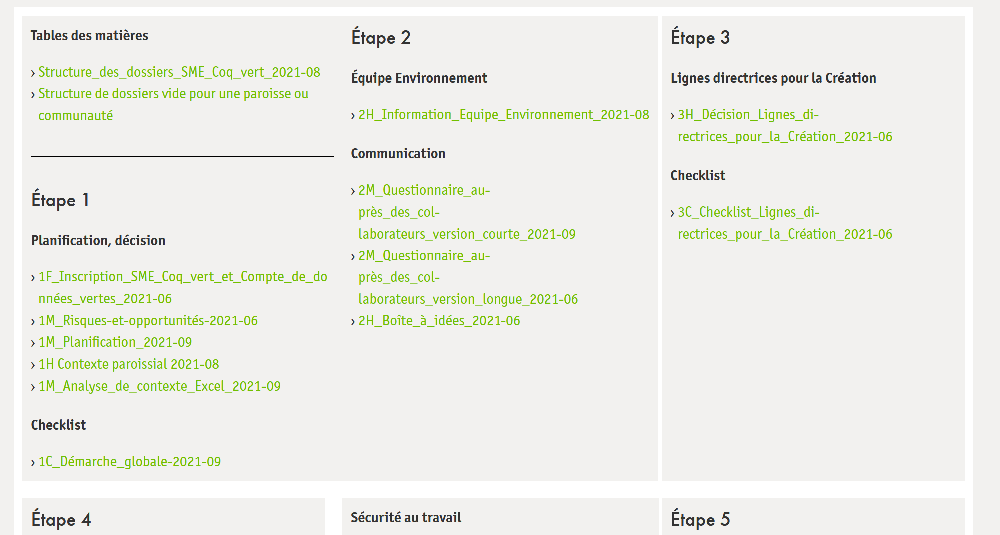 Tables des matières
› Structure_des_dossiers_SME_Coq_vert_2021-08
› Structure de dossiers vide pour une paroisse ou
communauté
Étape 1
Planification, décision
› 1F_Inscription_SME_Coq_vert_et_Compte_de_do
nnées_vertes_2021-06
› 1M_Risques-et-opportunités-2021-06
› 1M_Planification_2021-09
› 1H Contexte paroissial 2021-08
› 1M_Analyse_de_contexte_Excel_2021-09
Checklist
› 1C_Démarche_globale-2021-09
Étape 2
Équipe Environnement
› 2H_Information_Equipe_Environnement_2021-08
Communication
› 2M_Questionnaire_au-
près_des_col-
laborateurs_version_courte_2021-09
› 2M_Questionnaire_au-
près_des_col-
laborateurs_version_longue_2021-06
› 2H_Boîte_à_idées_2021-06
Étape 3
Lignes directrices pour la Création
› 3H_Décision_Lignes_di-
rectrices_pour_la_Création_2021-06
Checklist
› 3C_Checklist_Lignes_di-
rectrices_pour_la_Création_2021-06
Étape 4
Sécurité au travail
Étape 5